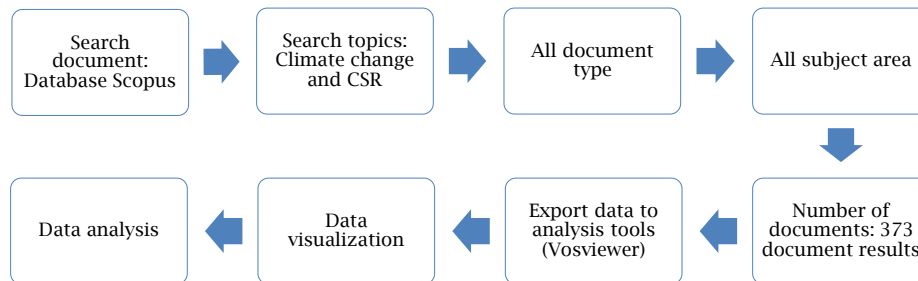 Search
document:
Database Scopus
Search topics:
Climate change
and CSR
All document
type
All subject area
Number of
documents: 373
document results
Export data to
analysis tools
(Vosviewer)
Data
visualization
Data analysis